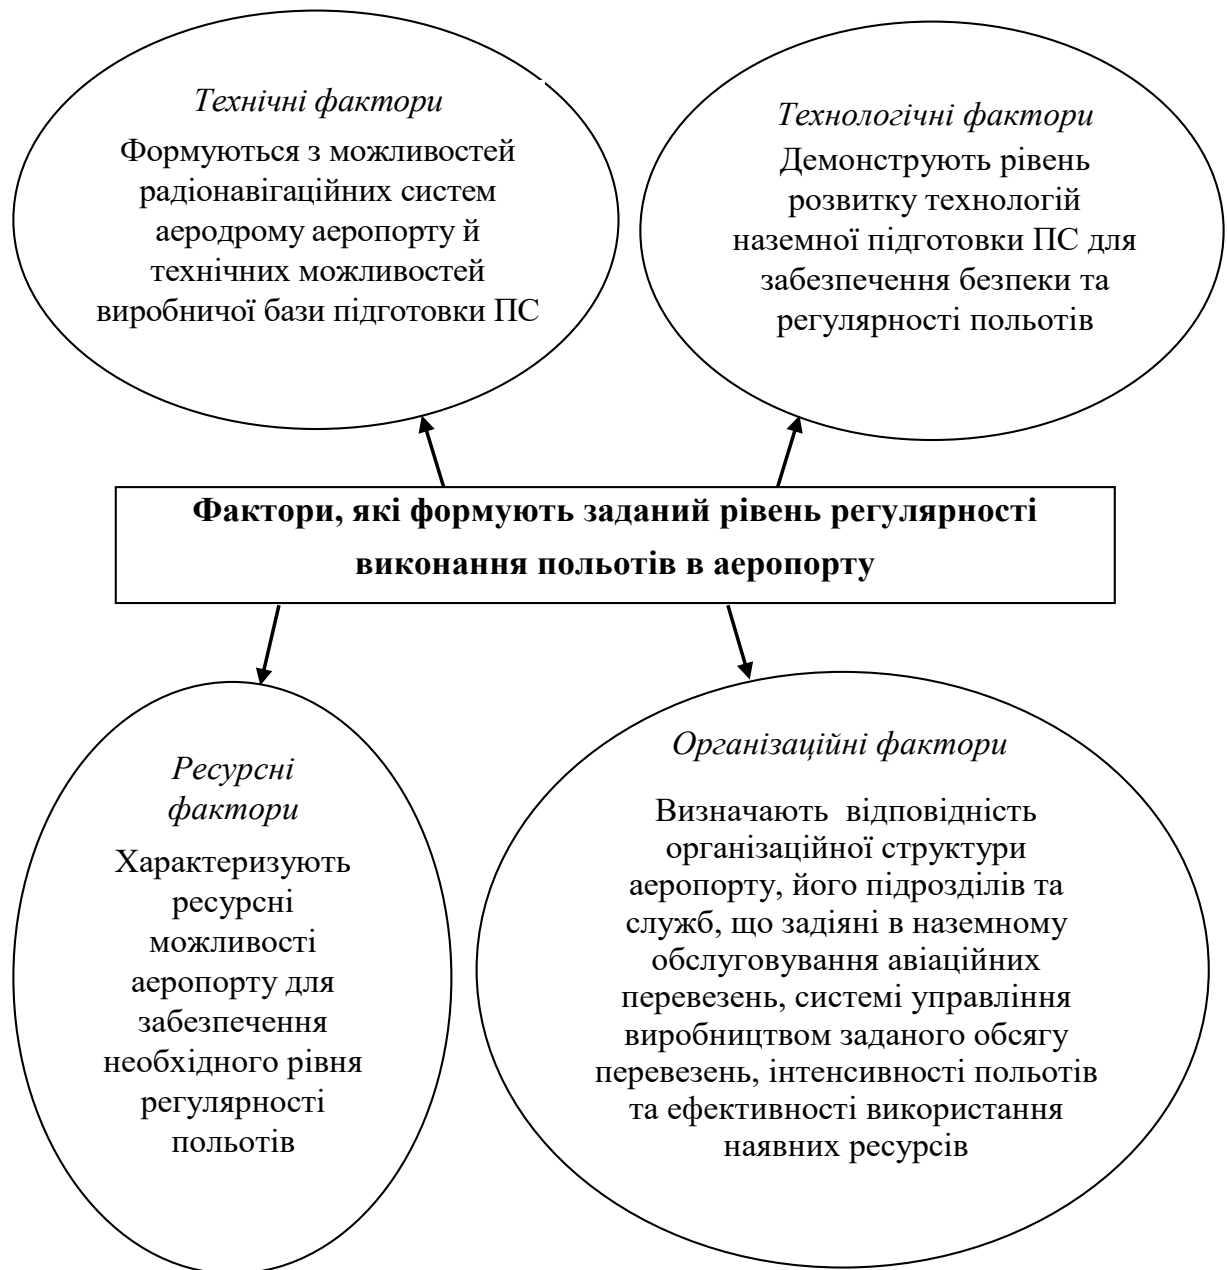 Технічні фактори
Формуються з можливостей
радіонавігаційних систем
аеродрому аеропорту й
технічних можливостей
виробничої бази підготовки ПС
Технологічні фактори
Демонструють рівень
розвитку технологій
наземної підготовки ПС для
забезпечення безпеки та
регулярності польотів
Фактори, які формують заданий рівень регулярності
виконання польотів в аеропорту
Ресурсні
фактори
Характеризують
ресурсні
можливості
аеропорту для
забезпечення
необхідного рівня
регулярності
польотів
Організаційні фактори
Визначають  відповідність
організаційної структури
аеропорту, його підрозділів та
служб, що задіяні в наземному
обслуговування авіаційних
перевезень, системі управління
виробництвом заданого обсягу
перевезень, інтенсивності польотів
та ефективності використання
наявних ресурсів